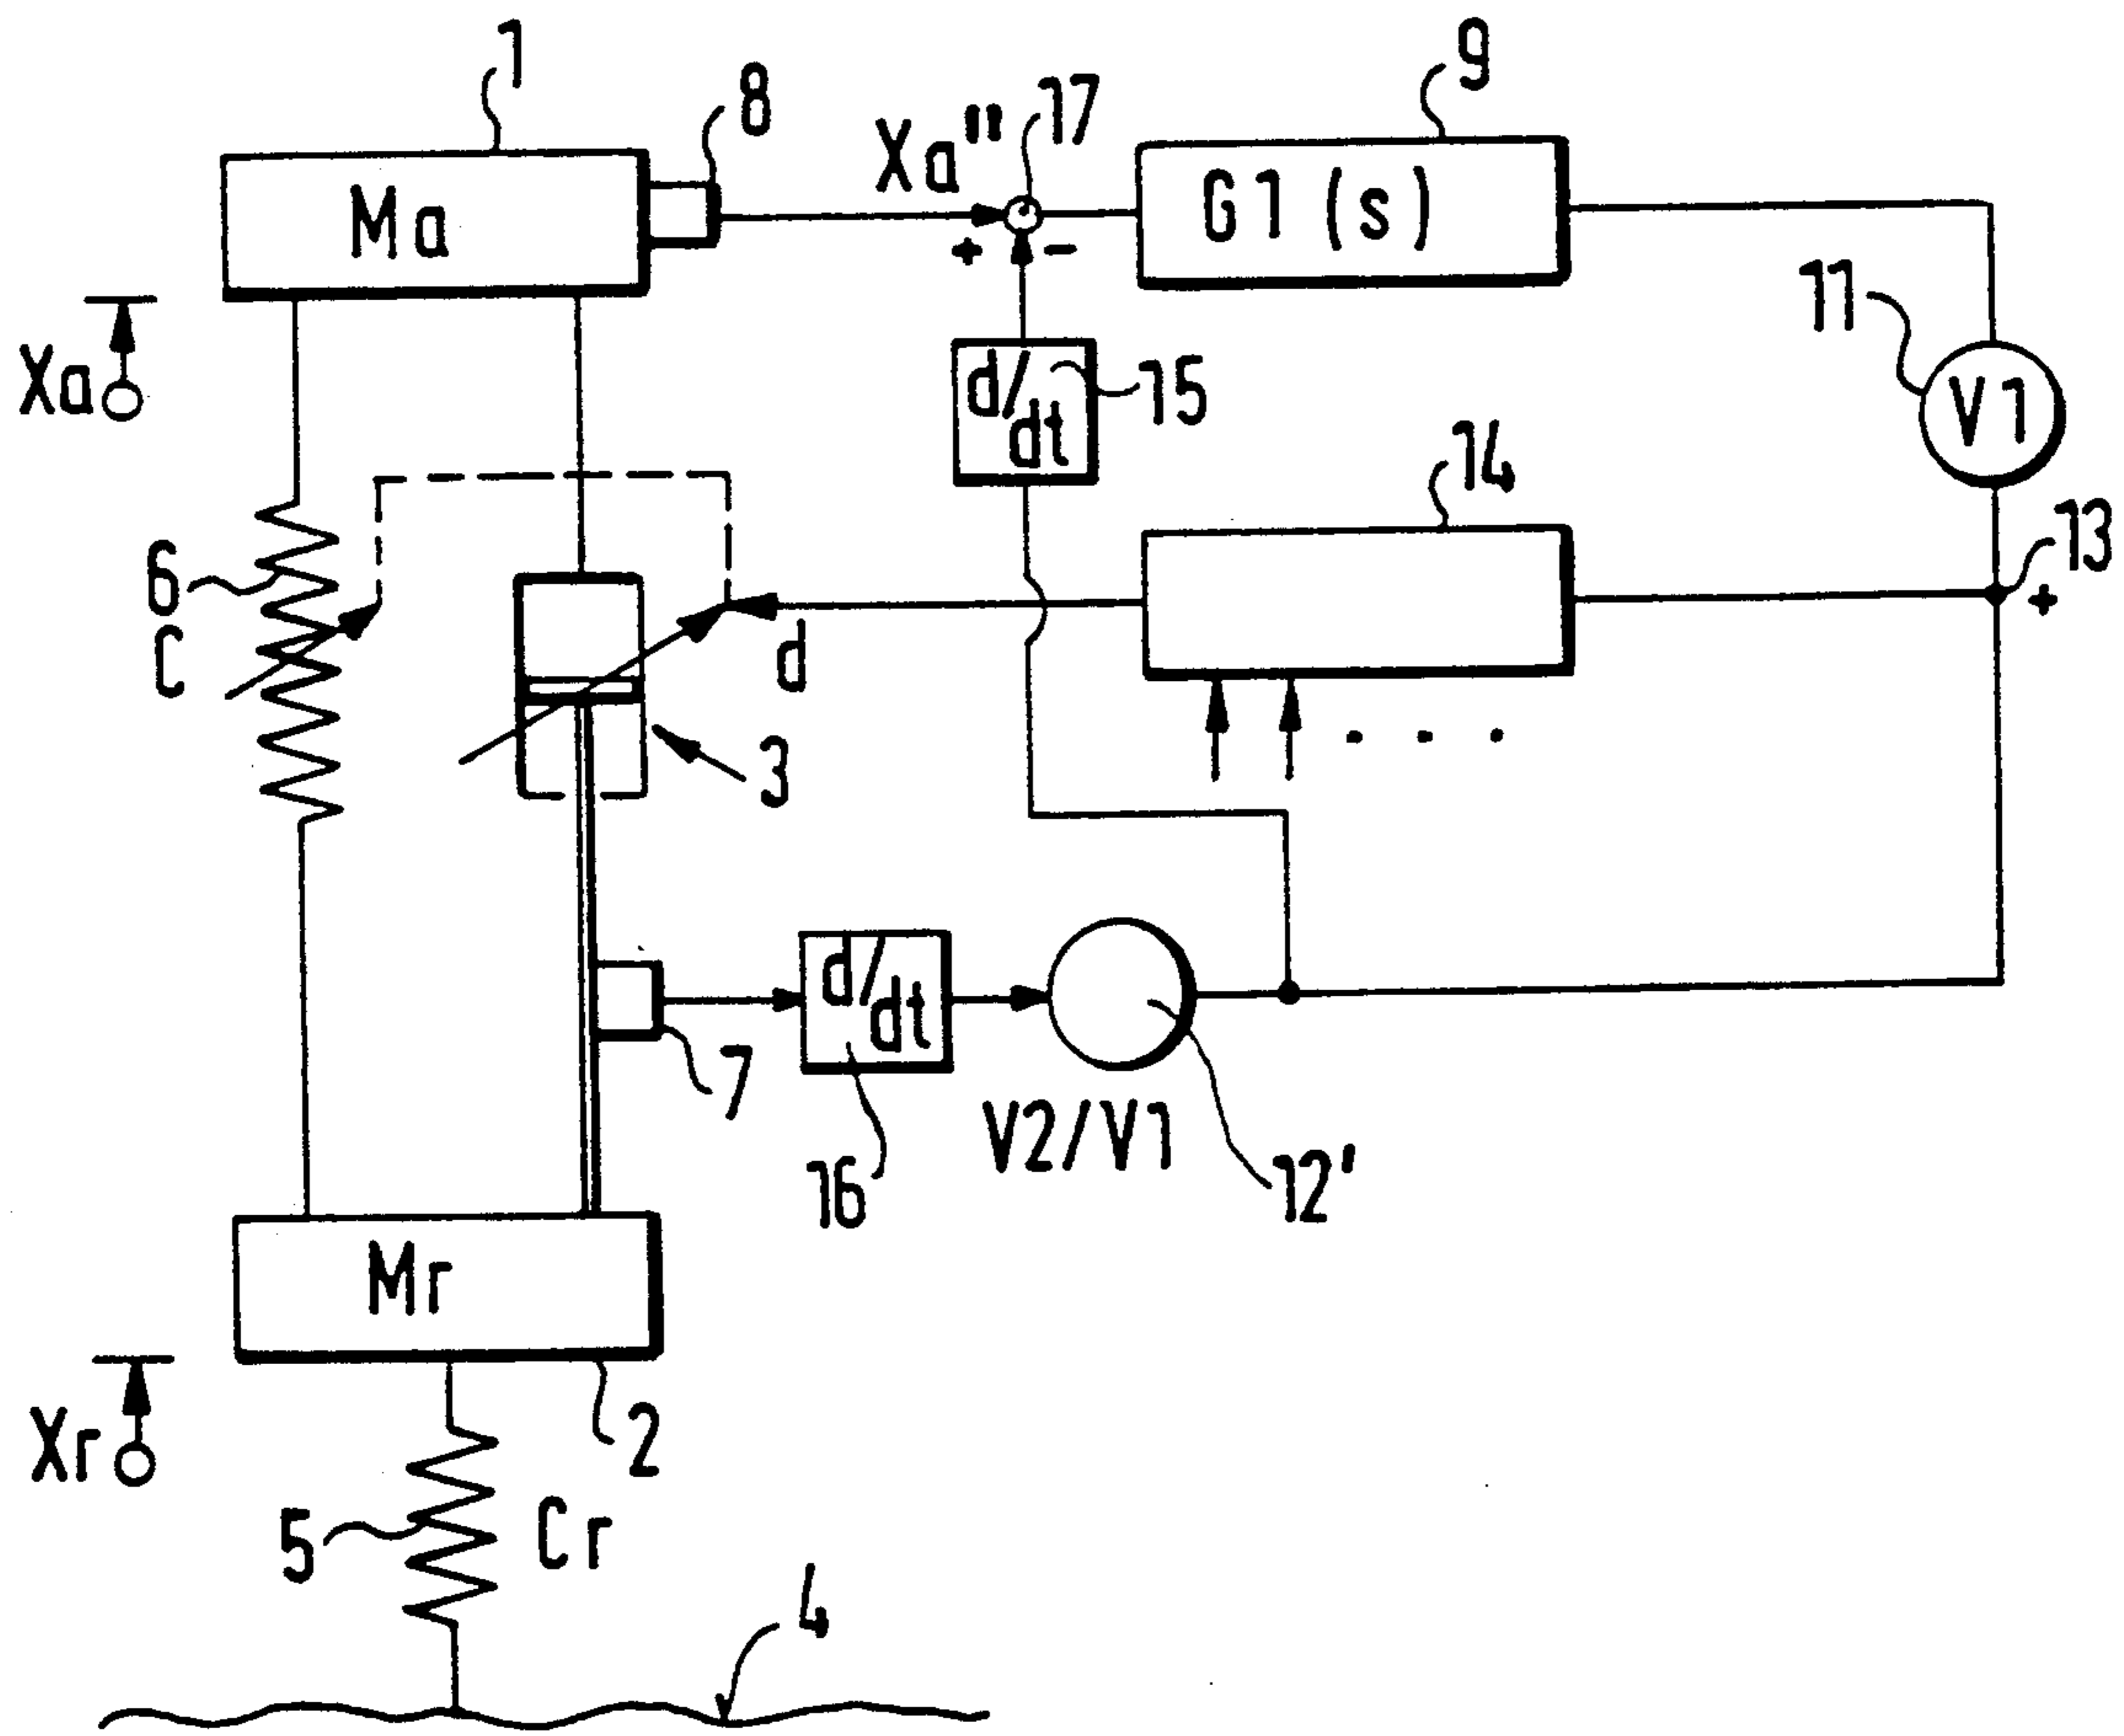 1
8
17
9
Xa"
Ma
G1 (s)
+
−
11
Xa
d/dt
15
V1
14
13
6
C
d
+
3
. . .
d/dt
7
16
V2/V1
12'
Mr
Xr
2
5
Cr
4